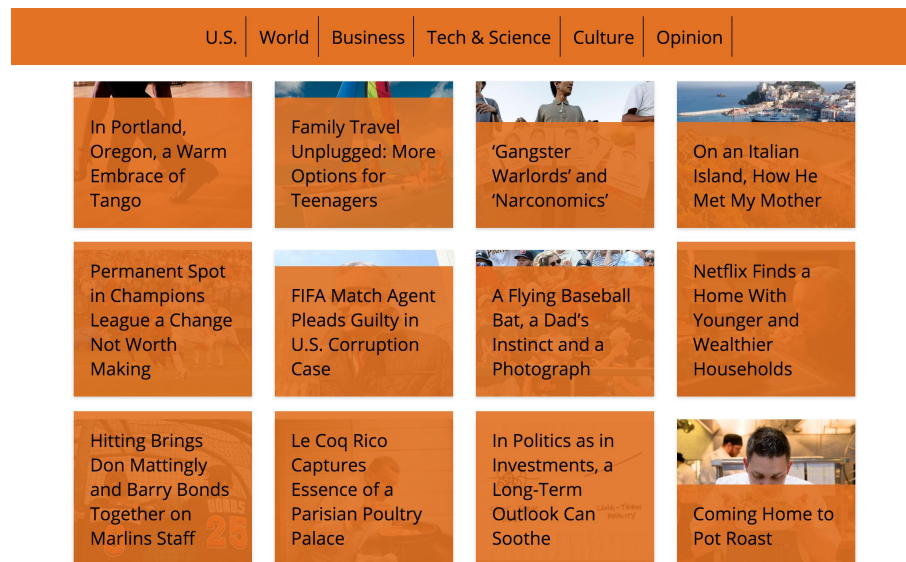 U.S. World Business Tech & Science Culture Opinion
In Portland,
Oregon, a Warm
Embrace of
Tango
Family Travel
Unplugged: More
Options for
Teenagers
‘Gangster
Warlords’ and
‘Narconomics’
On an Italian
Island, How He
Met My Mother
Permanent Spot
in Champions
League a Change
Not Worth
Making
FIFA Match Agent
Pleads Guilty in
U.S. Corruption
Case
A Flying Baseball
Bat, a Dad’s
Instinct and a
Photograph
Netflix Finds a
Home With
Younger and
Wealthier
Households
Hitting Brings
Don Mattingly
and Barry Bonds
Together on
Marlins Staff
BONDS
25
Le Coq Rico
Captures
Essence of a
Parisian Poultry
Palace
In Politics as in
Investments, a
Long-Term
Outlook Can
Soothe
LONG-TERM
REALITY
Coming Home to
Pot Roast